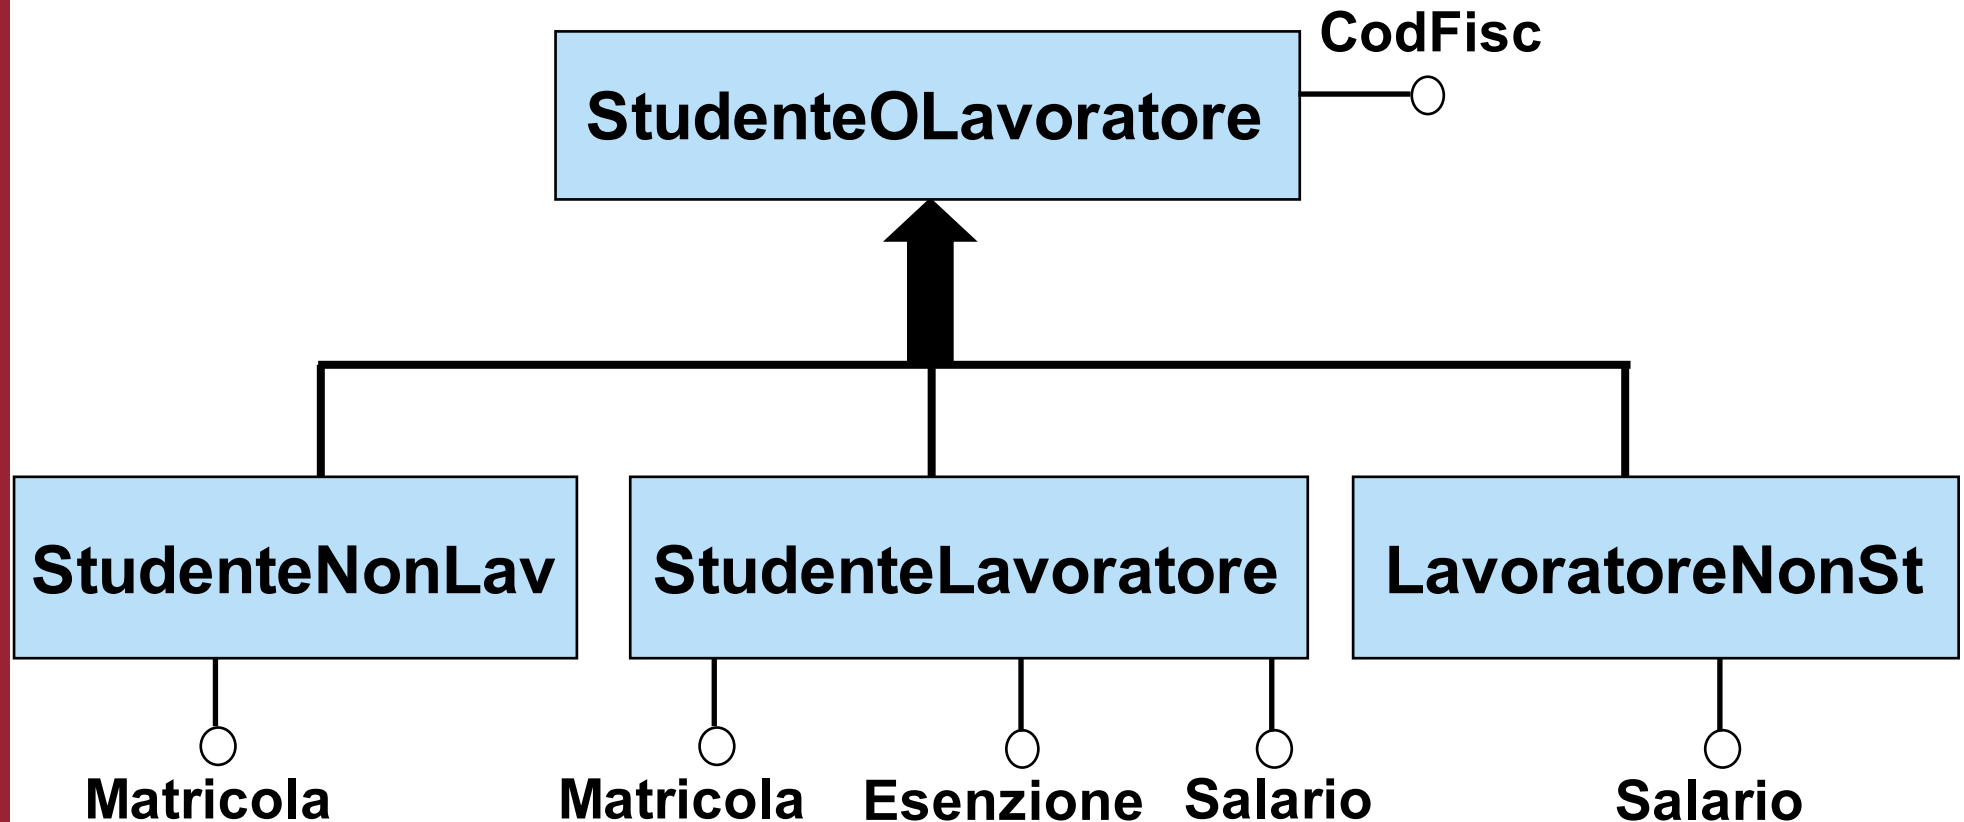 CodFisc
StudenteOLavoratore
StudenteNonLav
StudenteLavoratore
LavoratoreNonSt
Matricola
Matricola
Esenzione
Salario
Salario